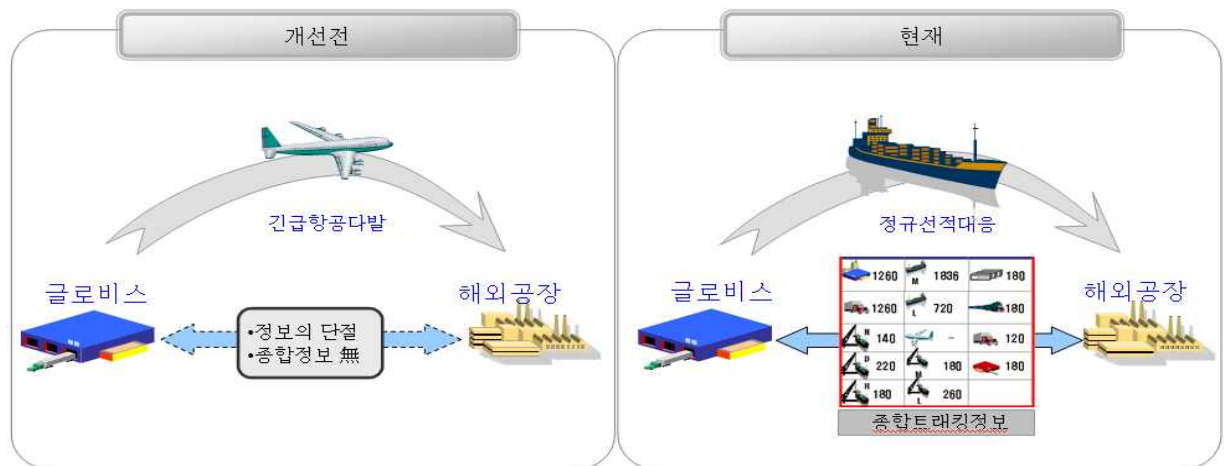 개선전
긴급항공다발
글로비스
해외공장
•정보의 단절
•종합정보 無
현재
정규선적대응
글로비스
해외공장
1260 M 1836 180
1260 L 720 180
N 140 - 120
D 220 M 180 180
H 180 L 260
종합트래킹정보